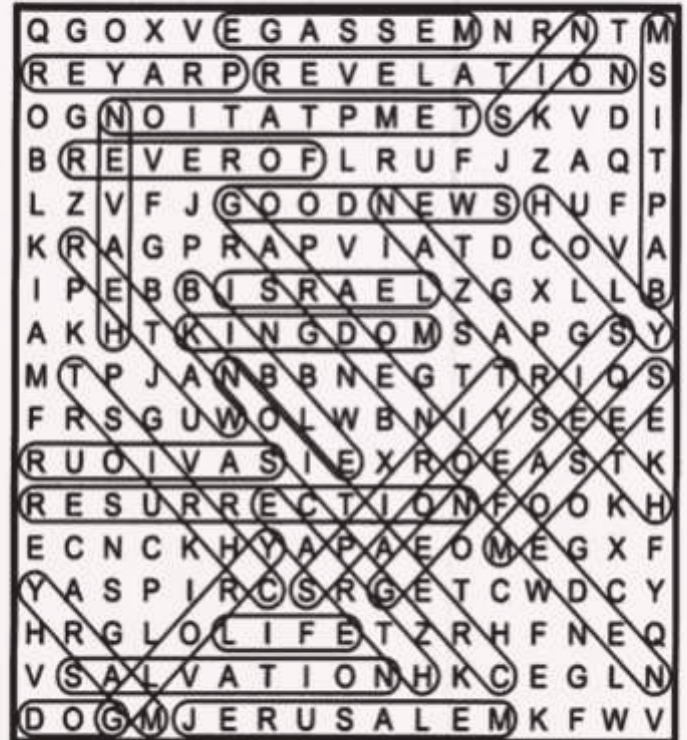 Q G O X V E G A S S E M N R N T M
R E Y A R P R E V E L A T I O N S
O G N O I T A T P M E T S K V D I
B R E V E R O F L R U F J Z A Q T
L Z V F J G O O D N E W S H U F P
K R A G P R A P V I A T D C O V A
I P E B B I S R A E L Z G X L L B
A K H T K I N G D O M S A P G S Y
M T P J A N B B N E G T T R I Q S
F R S G U W O L W B N I Y S E E E
R U O I V A S I E X R O E A S T K
R E S U R R E C T I O N F O O K H
E C N C K H Y A P A E O M E G X F
Y A S P I R C S R G E T C W D C Y
H R G L O L I F E T Z R H F N E Q
V S A L V A T I O N H K C E G L N
D O G M J E R U S A L E M K F W V